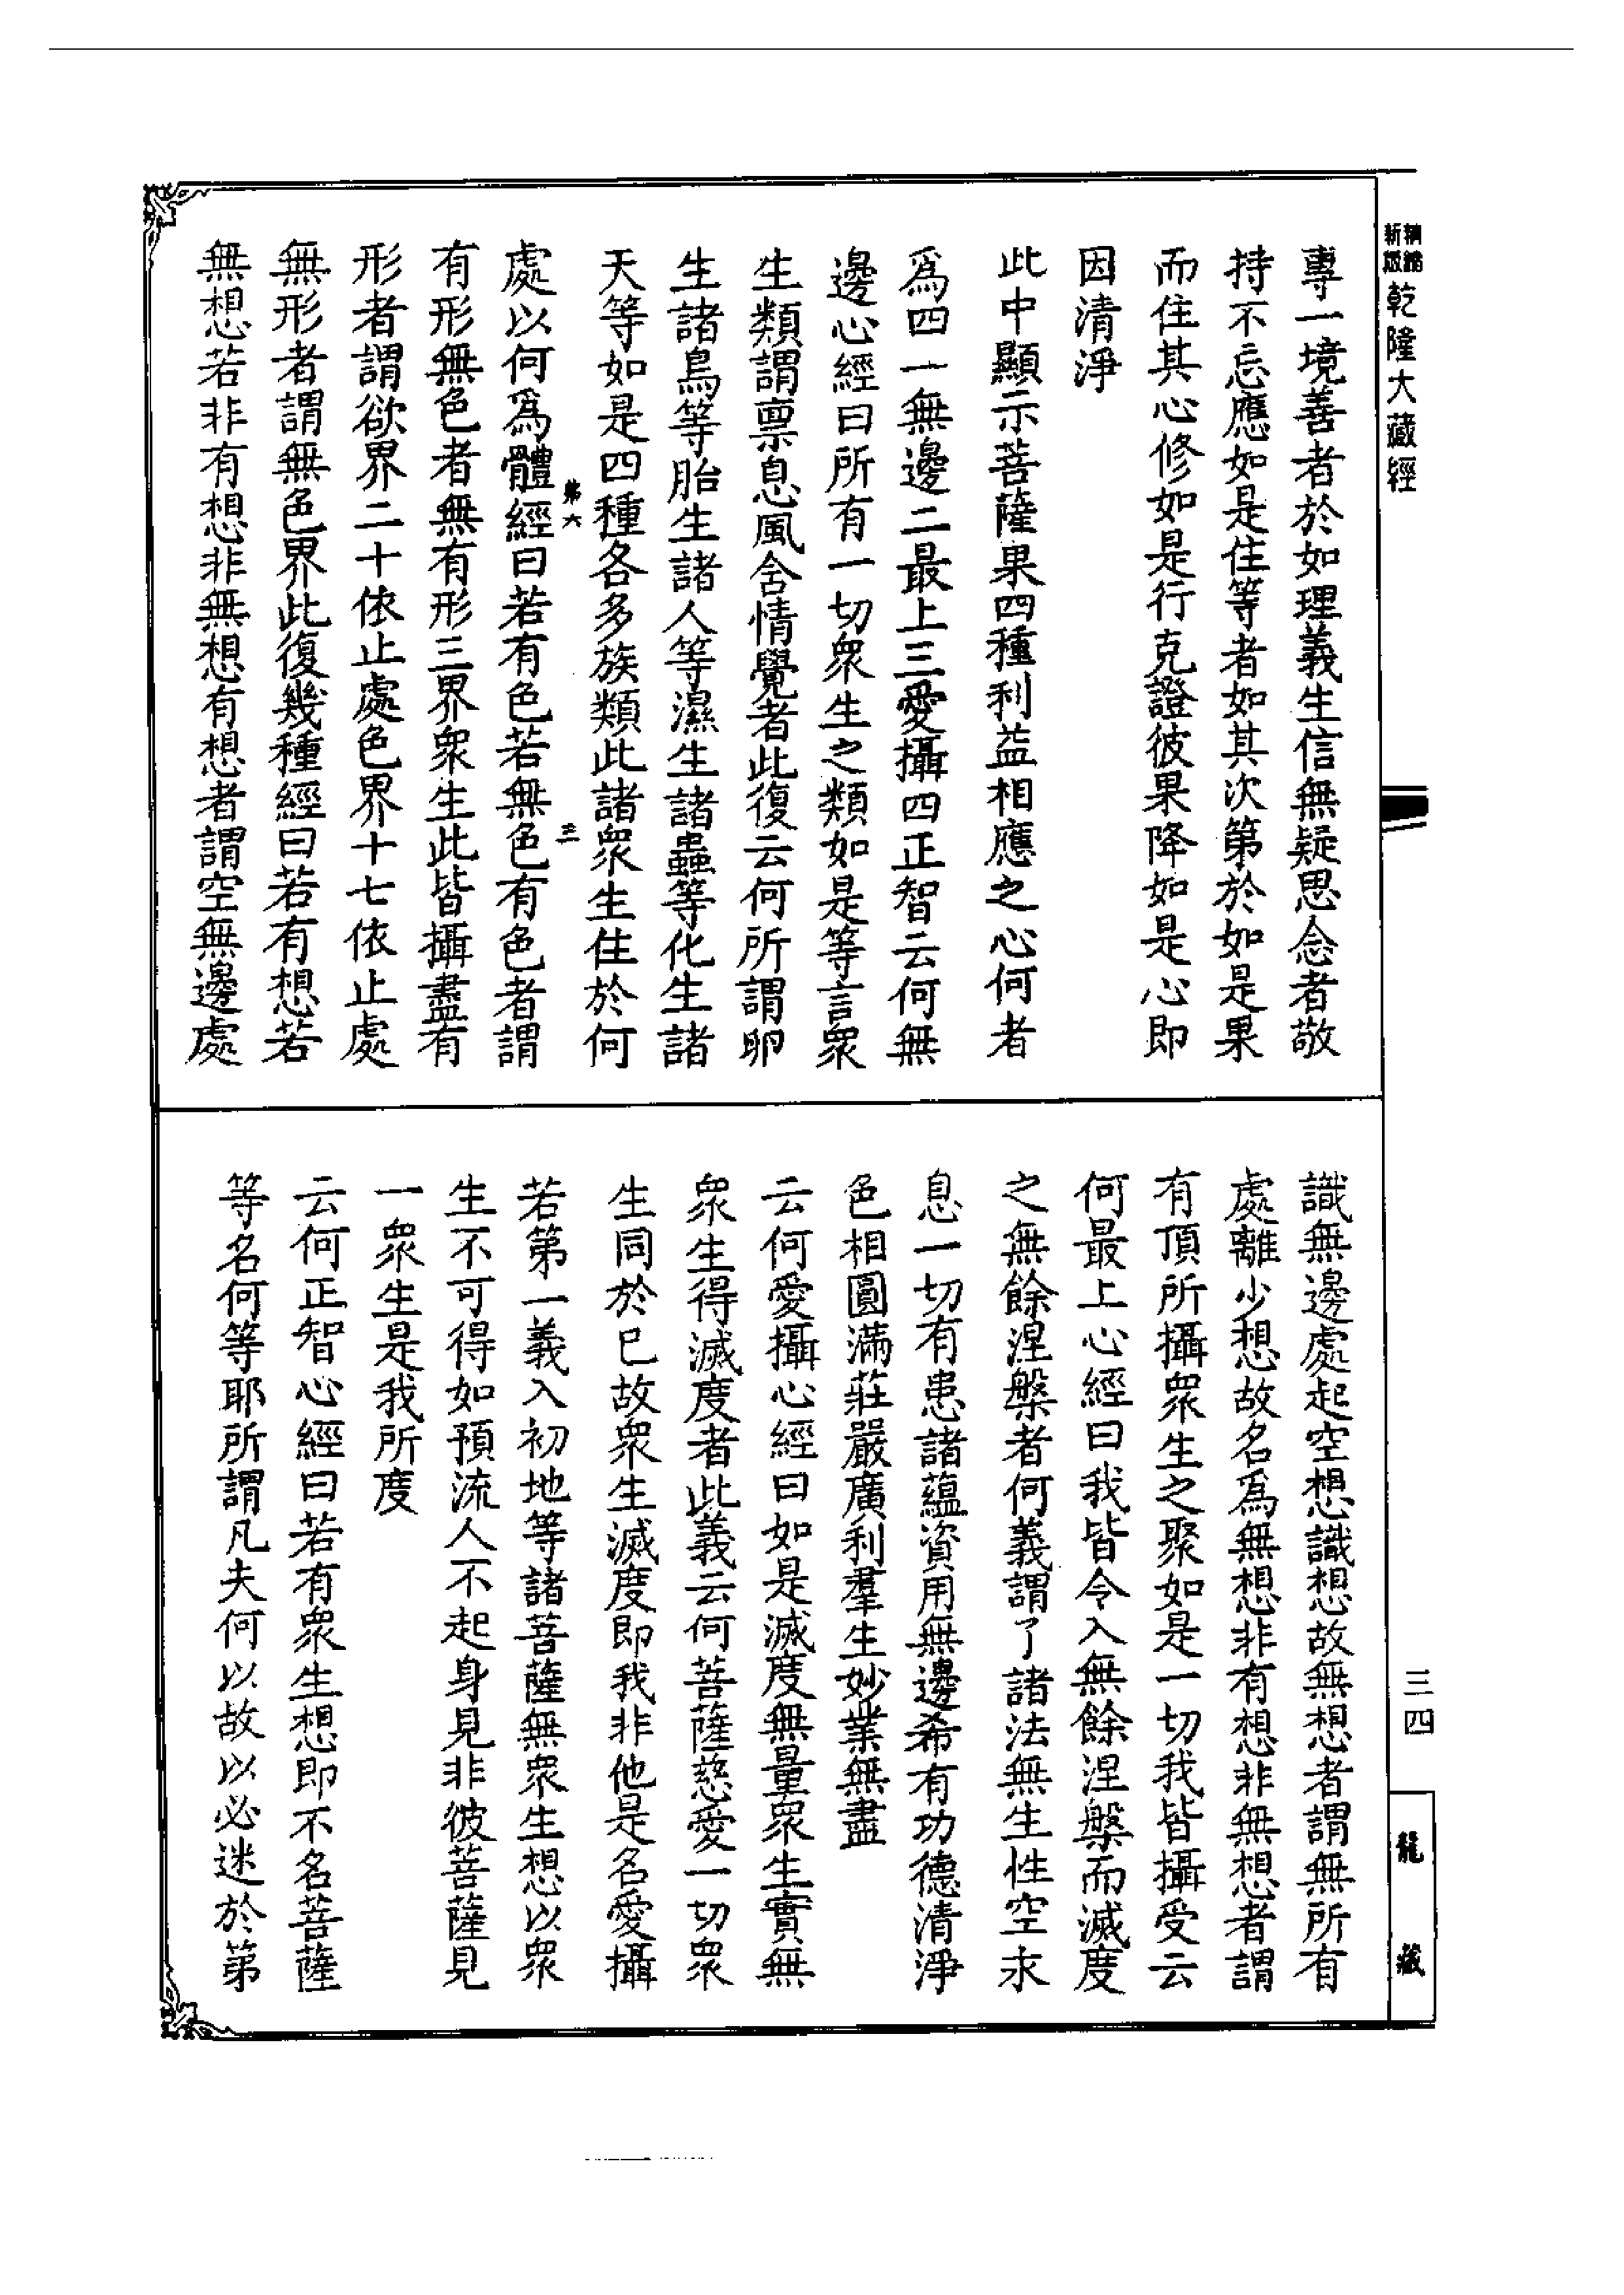 精編
新版
乾隆大藏經
專一境善者於如理義生信無疑思念者敬
持不忘應如是住等者如其次第於如是果
而住其心修如是行克證彼果降如是心即
因清淨
此中顯示菩薩果四種利益相應之心何者
爲四一無邊二最上三愛攝四正智云何無
邊心經曰所有一切眾生之類如是等言眾
生類謂稟息風含情覺者此復云何所謂卵
生諸鳥等胎生諸人等濕生諸蟲等化生諸
天等如是四種各多族類此諸眾生住於何
第六
三
處以何爲體經曰若有色若無色有色者謂
有形無色者無有形三界眾生此皆攝盡有
形者謂欲界二十依止處色界十七依止處
無形者謂無色界此復幾種經曰若有想若
無想若非有想非無想有想者謂空無邊處
識無邊處起空想識想故無想者謂無所有
處離少想故名爲無想非有想非無想者謂
有頂所攝眾生之聚如是一切我皆攝受云
何最上心經曰我皆令入無餘涅槃而滅度
之無餘涅槃者何義謂了諸法無生性空求
息一切有患諸蘊資用無邊希有功德清淨
色相圓滿莊嚴廣利羣生妙業無盡
云何愛攝心經曰如是滅度無量眾生實無
眾生得滅度者此義云何菩薩慈愛一切眾
生同於已故眾生滅度即我非他是名愛攝
若第一義入初地等諸菩薩無眾生想以眾
生不可得如預流人不起身見非彼菩薩見
一眾生是我所度
云何正智心經曰若有眾生想即不名菩薩
等名何等耶所謂凡夫何以故以必迷於第
三四
龍藏